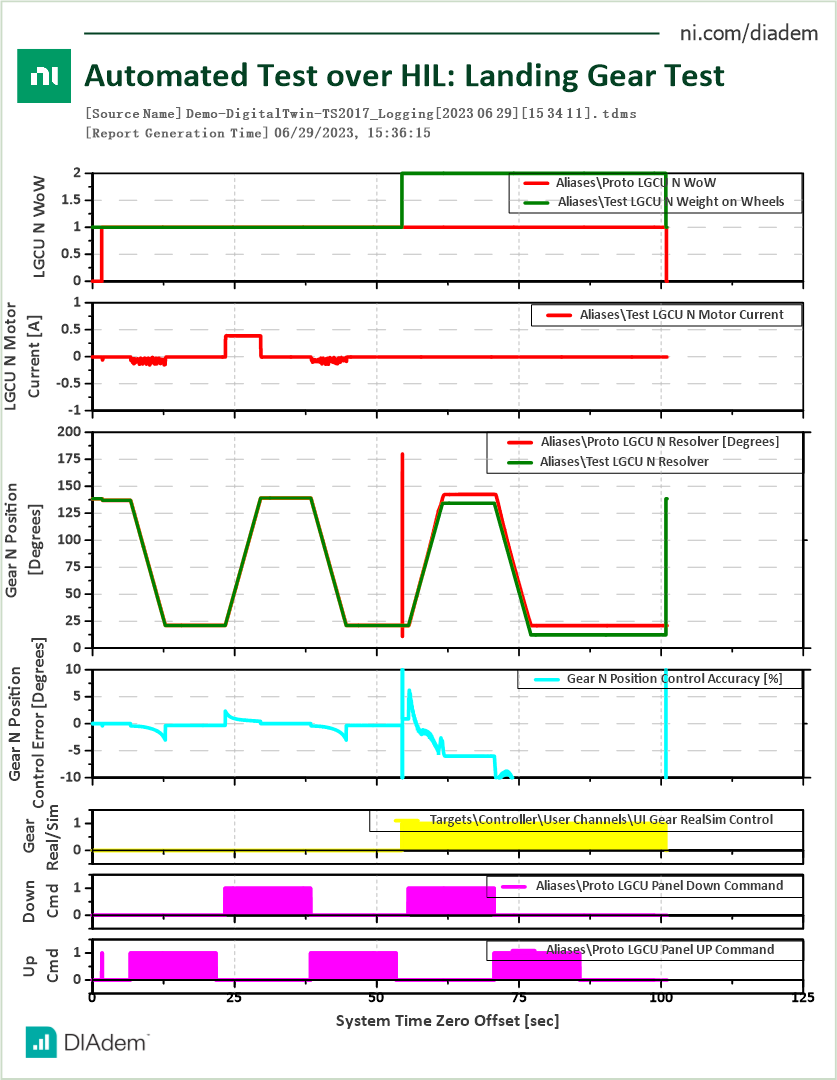 ni.com/diadem
ni
Automated Test over HIL: Landing Gear Test
[Source Name] Demo-DigitalTwin-TS2017_Logging[2023 06 29][15 34 11].tdms
[Report Generation Time] 06/29/2023, 15:36:15
LGCU N WoW
2
1.5
1
0.5
0
Aliases\Proto LGCU N WoW
Aliases\Test LGCU N Weight on Wheels
LGCU N Motor
Current [A]
1
0.5
0
-0.5
-1
Aliases\Test LGCU N Motor Current
Gear N Position
[Degrees]
200
175
150
125
100
75
50
25
0
Aliases\Proto LGCU N Resolver [Degrees]
Aliases\Test LGCU N Resolver
Gear N Position
Control Error [Degrees]
10
5
0
-5
-10
Gear N Position Control Accuracy [%]
Gear
Real/Sim
1
0
Targets\Controller\User Channels\UI Gear RealSim Control
Down
Cmd
1
0
Aliases\Proto LGCU Panel Down Command
Up
Cmd
1
0
Aliases\Proto LGCU Panel UP Command
0 25 50 75 100 125
System Time Zero Offset [sec]
DIAdem™